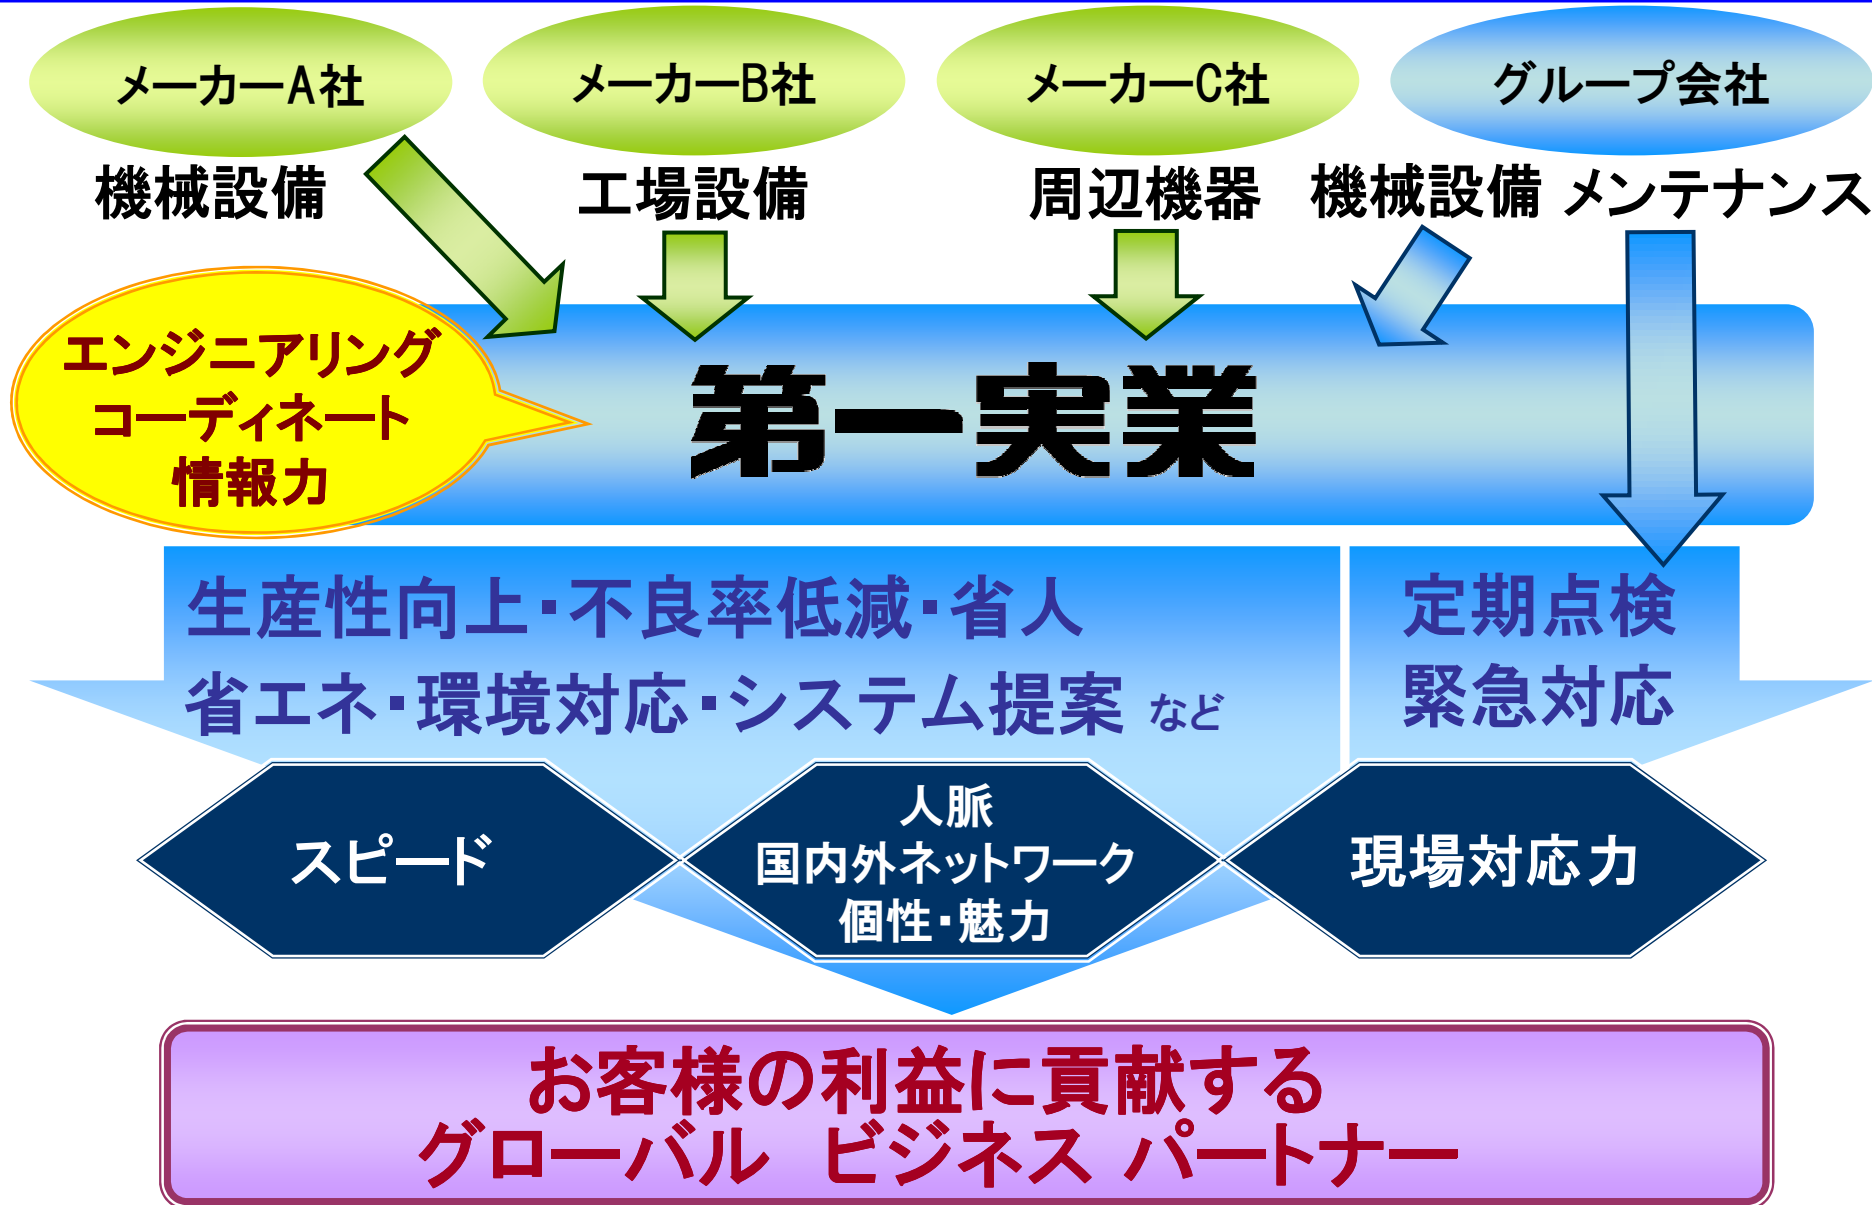 メーカーA社
メーカーB社
メーカーC社
グループ会社
機械設備
工場設備
周辺機器
機械設備
メンテナンス
エンジニアリング
コーディネート
情報力
第一実業
生産性向上・不良率低減・省人
省エネ・環境対応・システム提案 など
定期点検
緊急対応
スピード
人脈
国内外ネットワーク
個性・魅力
現場対応力
お客様の利益に貢献する
グローバル ビジネス パートナー